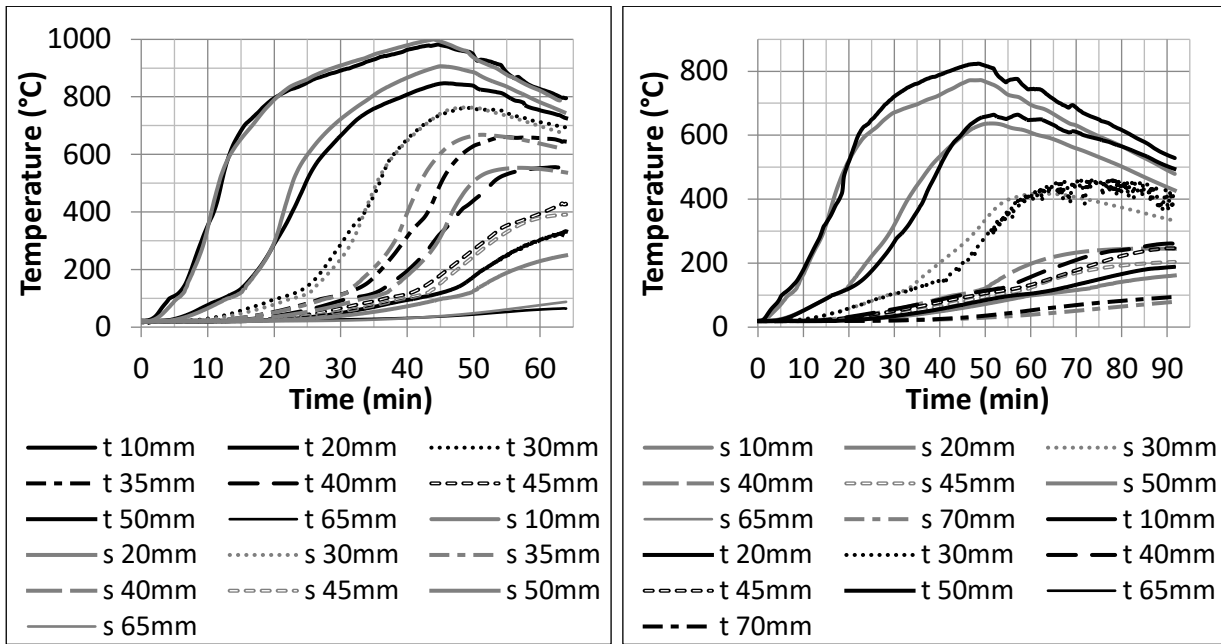 Temperature (°C)
1000
800
600
400
200
0
0 10 20 30 40 50 60
Time (min)
t 10mm t 20mm t 30mm
t 35mm t 40mm t 45mm
t 50mm t 65mm s 10mm
s 20mm s 30mm s 35mm
s 40mm s 45mm s 50mm
s 65mm
Temperature (°C)
800
600
400
200
0
0 10 20 30 40 50 60 70 80 90
Time (min)
s 10mm s 20mm s 30mm
s 40mm s 45mm s 50mm
s 65mm s 70mm t 10mm
t 20mm t 30mm t 40mm
t 45mm t 50mm t 65mm
t 70mm